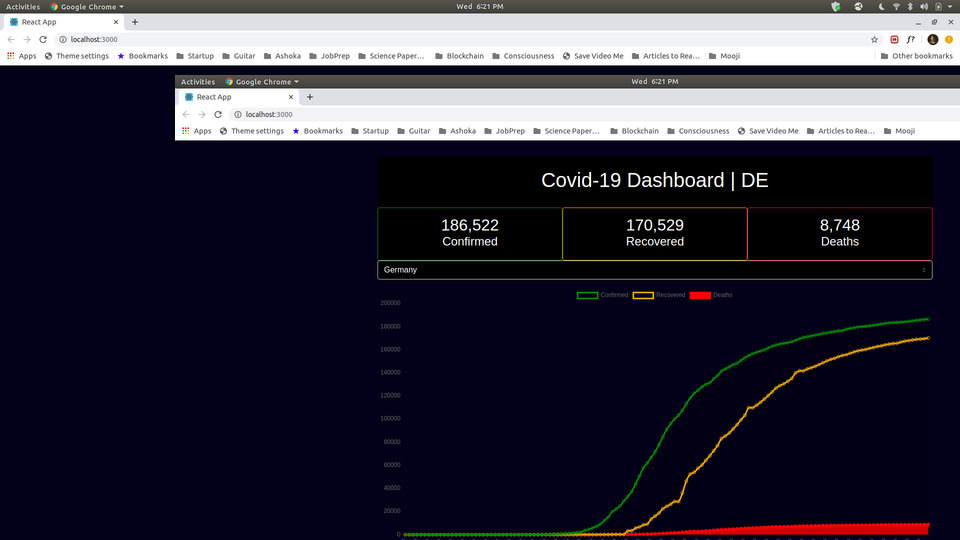 Activities Google Chrome Wed 6:21 PM
React App
localhost:3000
Apps Theme settings Bookmarks Startup Guitar Ashoka JobPrep Science Paper… Blockchain Consciousness Save Video Me Articles to Rea… Mooji Other bookmarks
Activities Google Chrome Wed 6:21 PM
React App
localhost:3000
Apps Theme settings Bookmarks Startup Guitar Ashoka JobPrep Science Paper… Blockchain Consciousness Save Video Me Articles to Rea… Mooji
Covid-19 Dashboard | DE
186,522 170,529 8,748
Confirmed Recovered Deaths
Germany
Confirmed Recovered Deaths
200000
180000
160000
140000
120000
100000
80000
60000
40000
20000
0